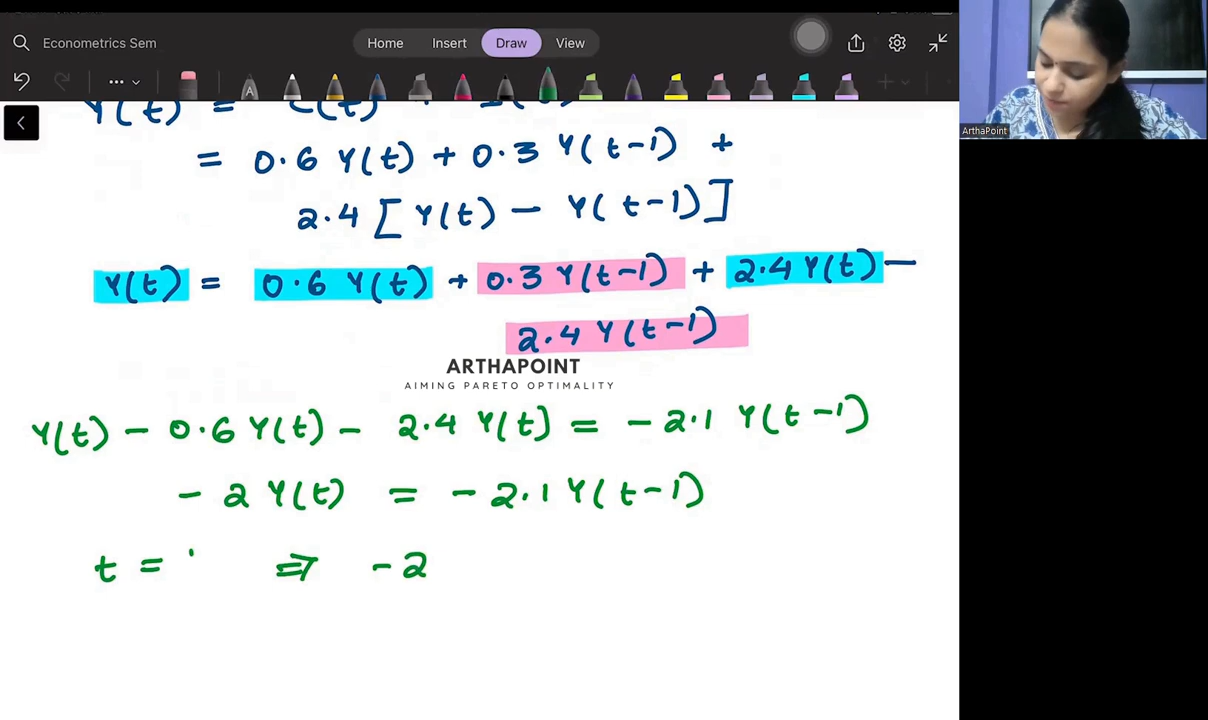 Econometrics Sem
Home Insert Draw View
Y(t) = C(t) +
= 0.6 Y(t) + 0.3 Y(t-1) +
2.4 [Y(t) - Y(t-1)]
Y(t) = 0.6 Y(t) + 0.3 Y(t-1) + 2.4 Y(t) -
2.4 Y(t-1)
ARTHAPOINT
AIMING PARETO OPTIMALITY
Y(t) - 0.6 Y(t) - 2.4 Y(t) = -2.1 Y(t-1)
-2 Y(t) = -2.1 Y(t-1)
t = ⇒ -2
ArthaPoint